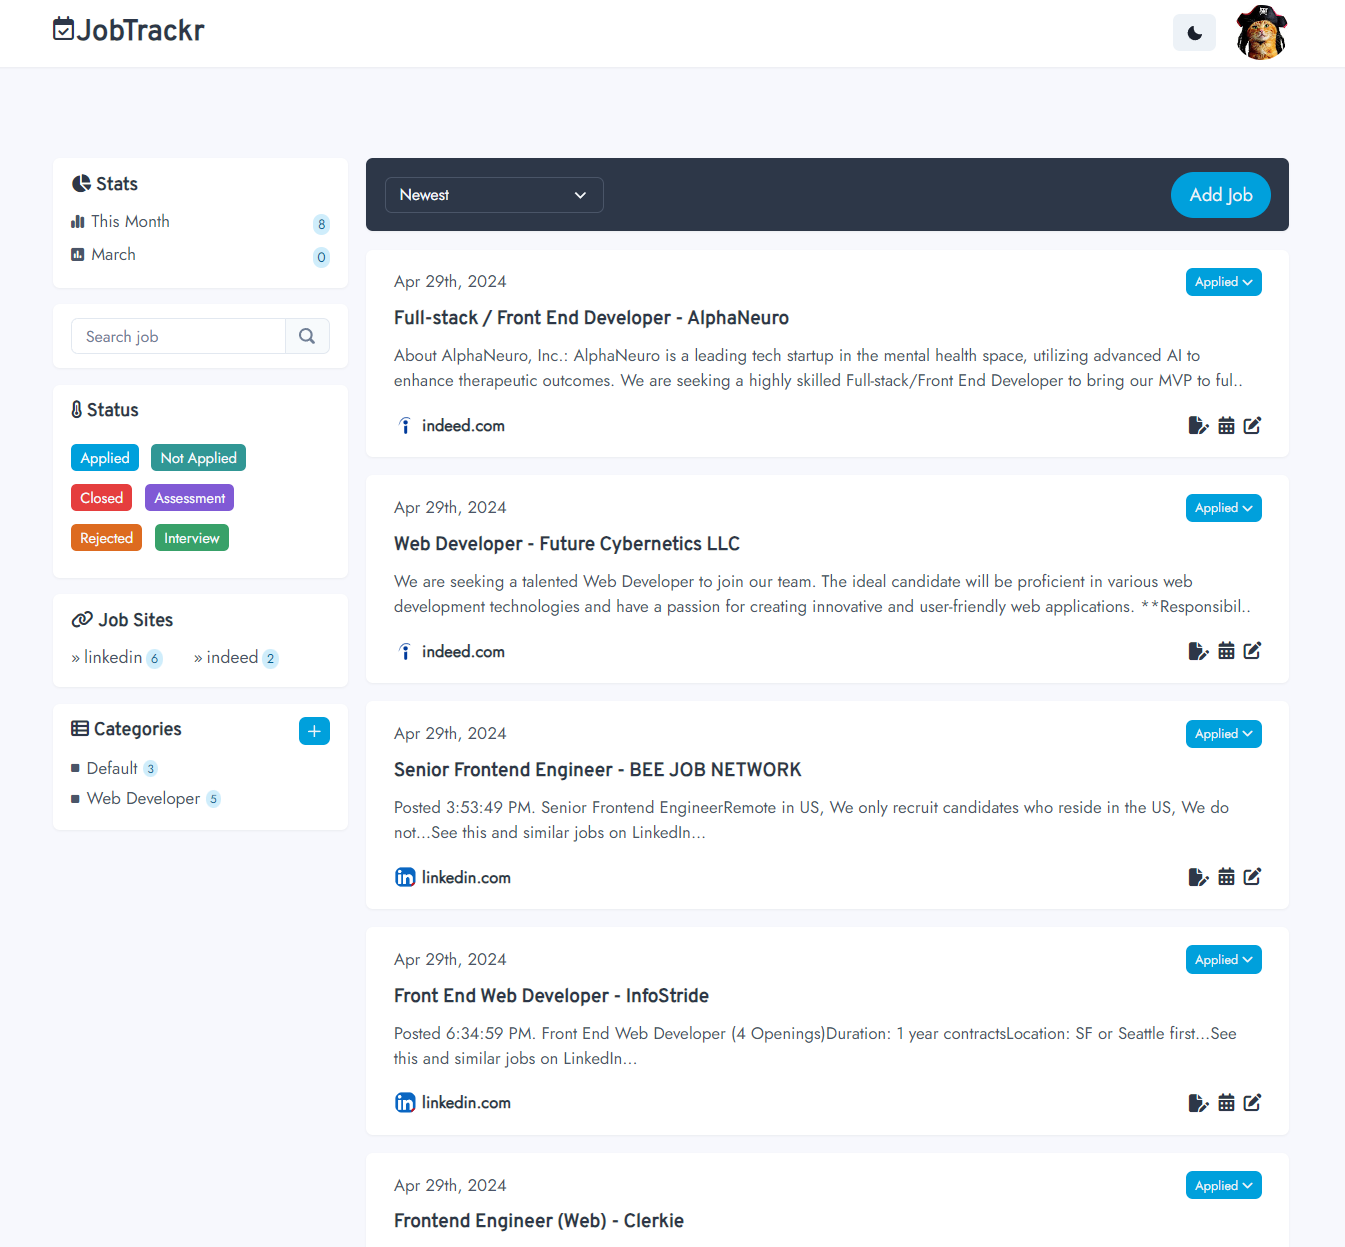 JobTrackr
Stats
This Month 8
March 0
Search job
Status
Applied Not Applied
Closed Assessment
Rejected Interview
Job Sites
» linkedin 6 » indeed 2
Categories
Default 3
Web Developer 5
Newest Add Job
Apr 29th, 2024 Applied
Full-stack / Front End Developer - AlphaNeuro
About AlphaNeuro, Inc.: AlphaNeuro is a leading tech startup in the mental health space, utilizing advanced AI to
enhance therapeutic outcomes. We are seeking a highly skilled Full-stack/Front End Developer to bring our MVP to ful..
indeed.com
Apr 29th, 2024 Applied
Web Developer - Future Cybernetics LLC
We are seeking a talented Web Developer to join our team. The ideal candidate will be proficient in various web
development technologies and have a passion for creating innovative and user-friendly web applications. **Responsibil..
indeed.com
Apr 29th, 2024 Applied
Senior Frontend Engineer - BEE JOB NETWORK
Posted 3:53:49 PM. Senior Frontend EngineerRemote in US, We only recruit candidates who reside in the US, We do
not…See this and similar jobs on LinkedIn...
linkedin.com
Apr 29th, 2024 Applied
Front End Web Developer - InfoStride
Posted 6:34:59 PM. Front End Web Developer (4 Openings)Duration: 1 year contractsLocation: SF or Seattle first…See
this and similar jobs on LinkedIn...
linkedin.com
Apr 29th, 2024 Applied
Frontend Engineer (Web) - Clerkie